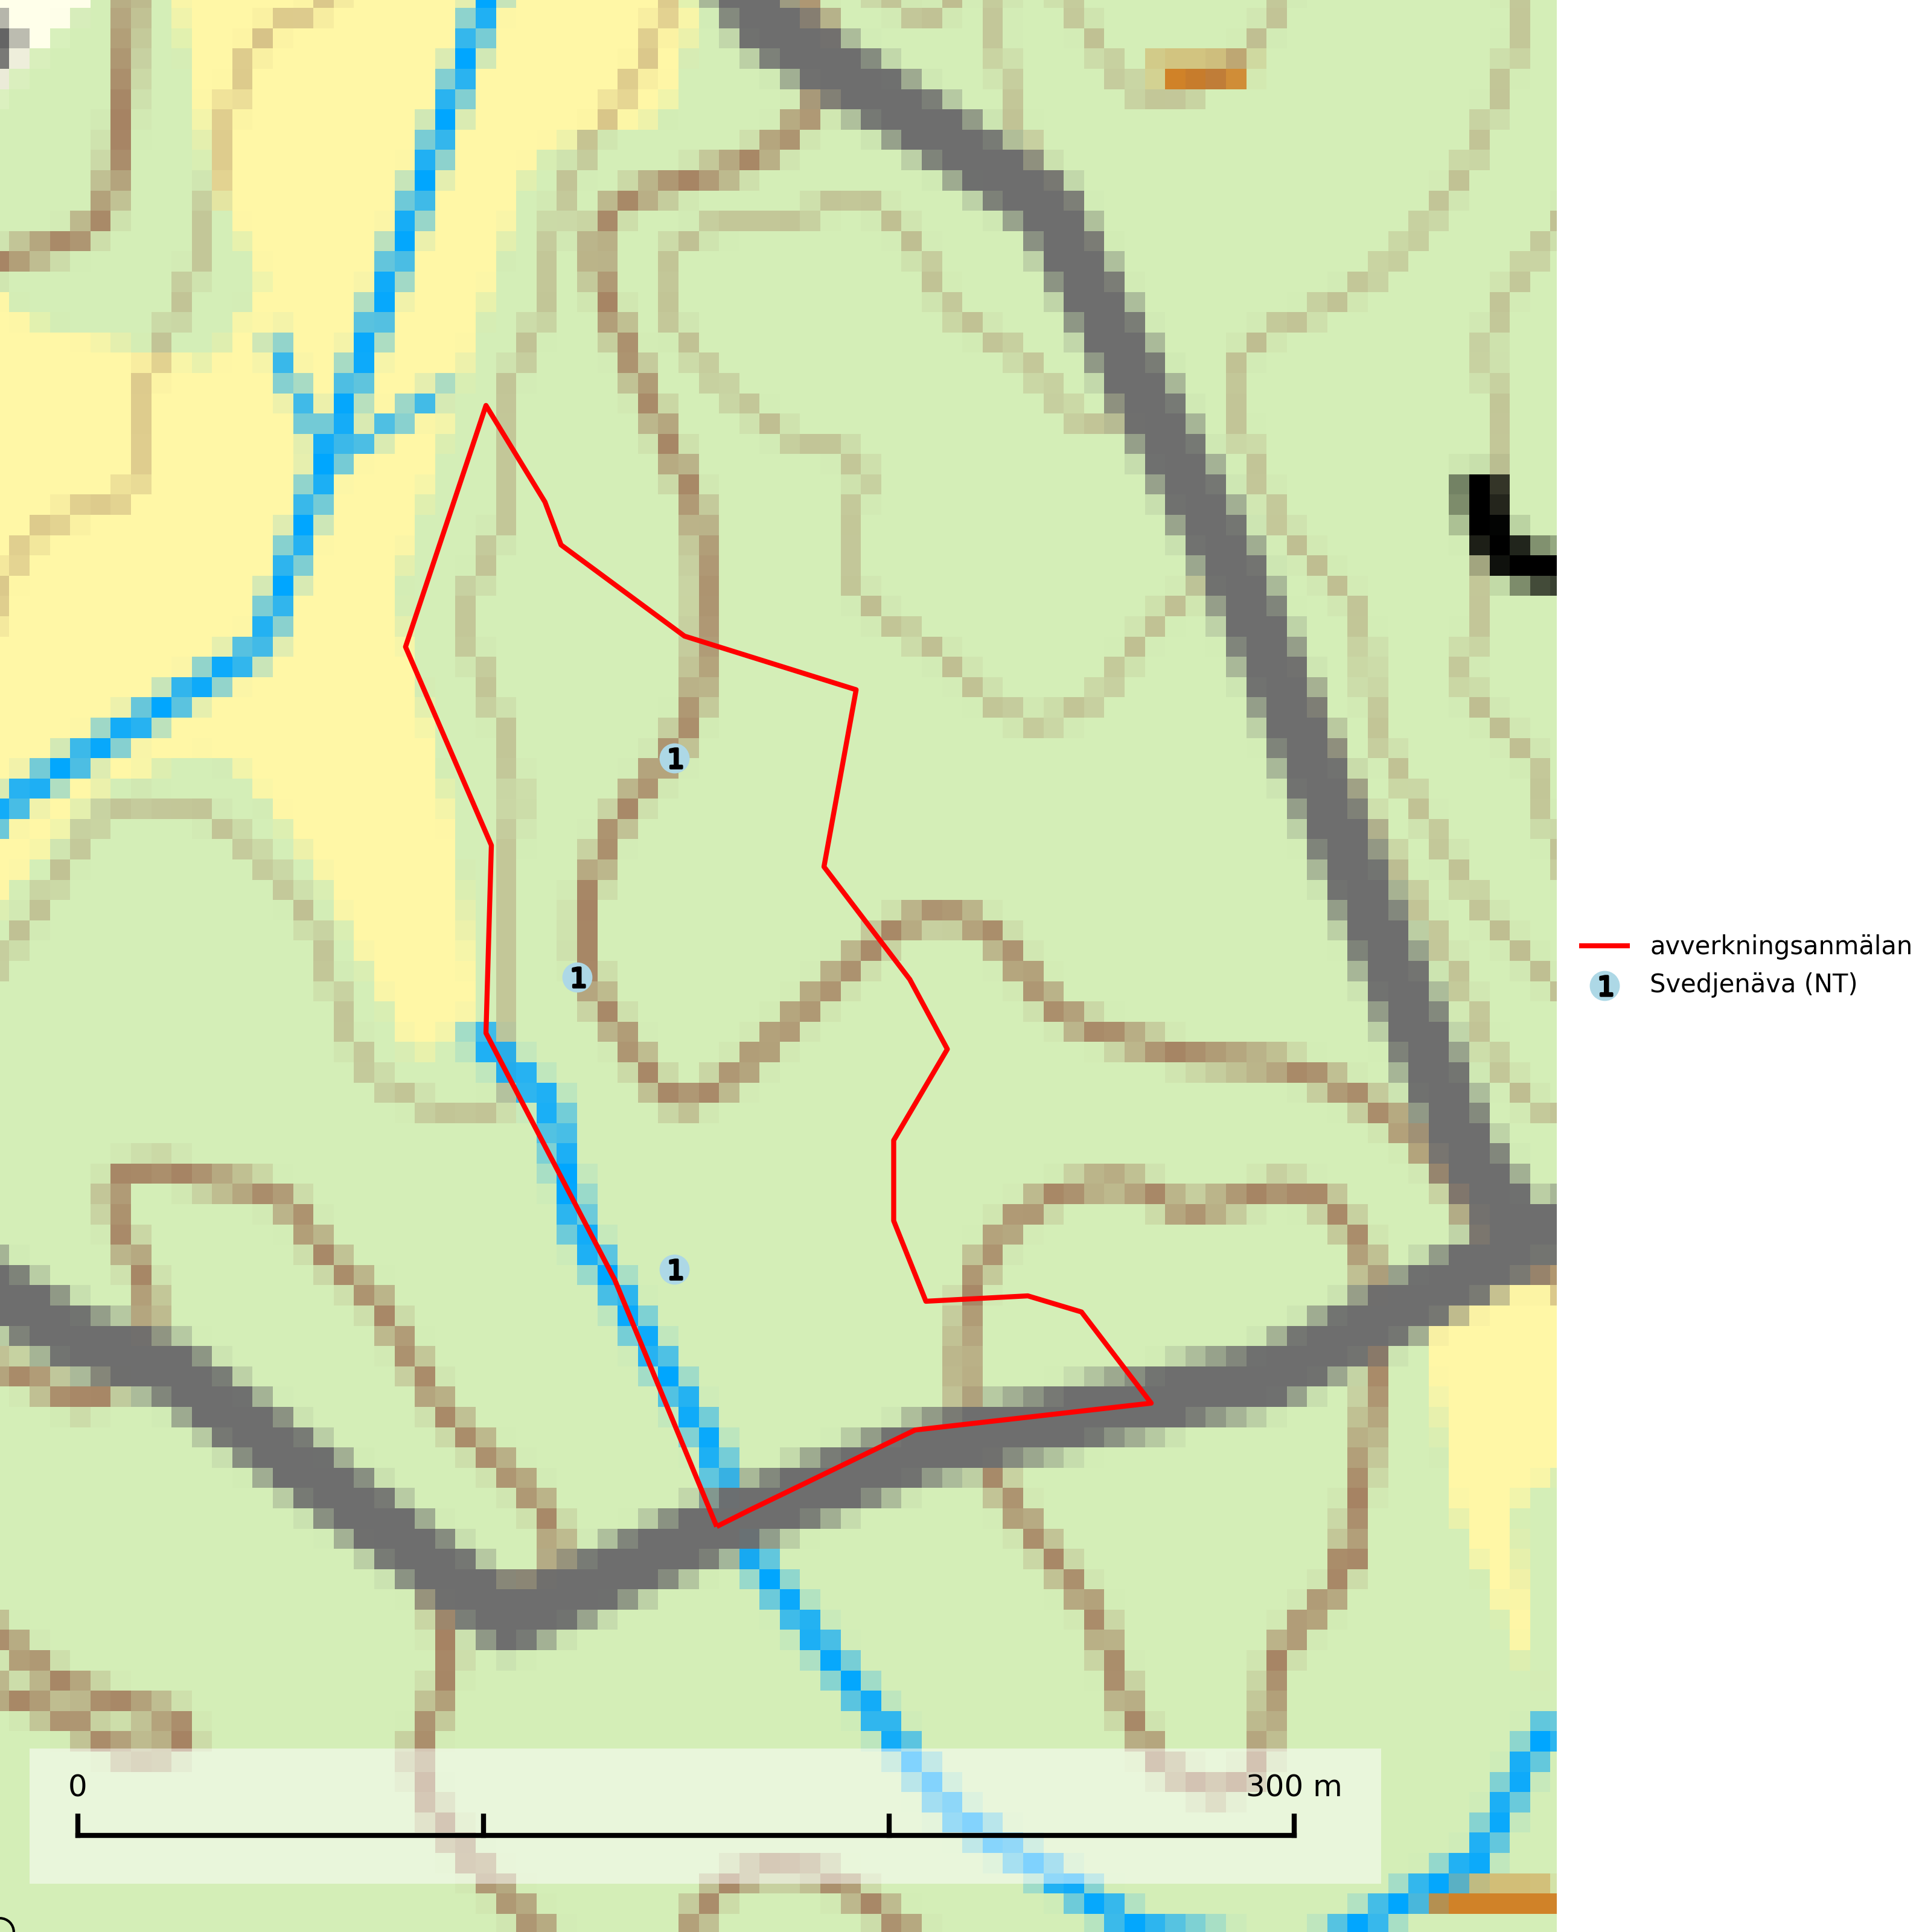 1
1
avverkningsanmälan
1 Svedjenäva (NT)
1
0 300 m